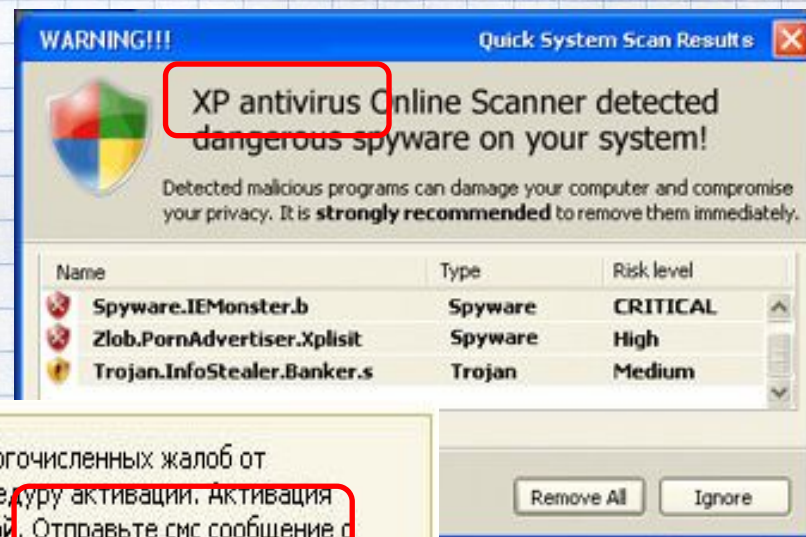 WARNING!!! Quick System Scan Results
XP antivirus Online Scanner detected
dangerous spyware on your system!
Detected malicious programs can damage your computer and compromise
your privacy. It is strongly recommended to remove them immediately.
Name Type Risk level
Spyware.IEMonster.b Spyware CRITICAL
Zlob.PornAdvertiser.Xplisit Spyware High
Trojan.InfoStealer.Banker.s Trojan Medium
Remove All Ignore
огочисленных жалоб от
едуру активации. Активация
ой. Отправьте смс сообщение с